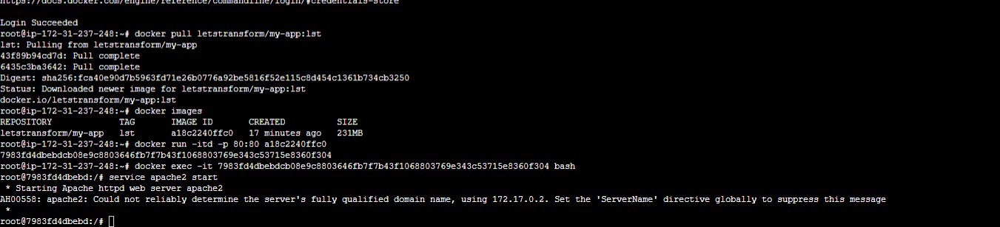 https://docs.docker.com/engine/reference/commandline/login/#credentials-store
Login Succeeded
root@ip-172-31-237-248:~# docker pull letstransform/my-app:lst
lst: Pulling from letstransform/my-app
43f89b94cd7d: Pull complete
6435c3ba3642: Pull complete
Digest: sha256:fca40e90d7b5963fd71e26b0776a92be5816f52e115c8d454c1361b734cb3250
Status: Downloaded newer image for letstransform/my-app:lst
docker.io/letstransform/my-app:lst
root@ip-172-31-237-248:~# docker images
REPOSITORY TAG IMAGE ID CREATED SIZE
letstransform/my-app lst a18c2240ffc0 17 minutes ago 231MB
root@ip-172-31-237-248:~# docker run -itd -p 80:80 a18c2240ffc0
7983fd4dbebdcb08e9c8803646fb7f7b43f1068803769e343c53715e8360f304
root@ip-172-31-237-248:~# docker exec -it 7983fd4dbebdcb08e9c8803646fb7f7b43f1068803769e343c53715e8360f304 bash
root@7983fd4dbebd:/# service apache2 start
* Starting Apache httpd web server apache2
AH00558: apache2: Could not reliably determine the server's fully qualified domain name, using 172.17.0.2. Set the 'ServerName' directive globally to suppress this message
*
root@7983fd4dbebd:/#